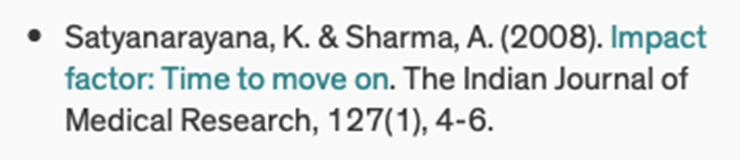 • Satyanarayana, K. & Sharma, A. (2008). Impact
factor: Time to move on. The Indian Journal of
Medical Research, 127(1), 4-6.